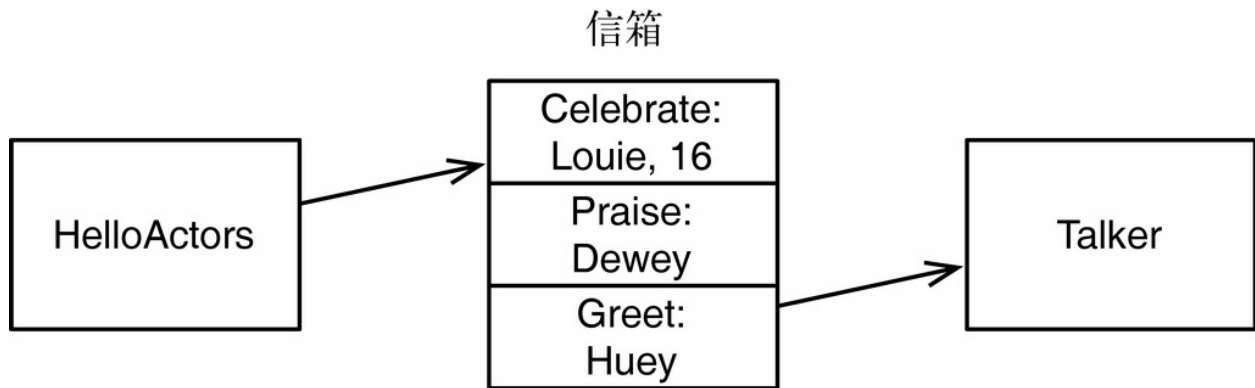 信箱
HelloActors
Celebrate:
Louie, 16
Praise:
Dewey
Greet:
Huey
Talker